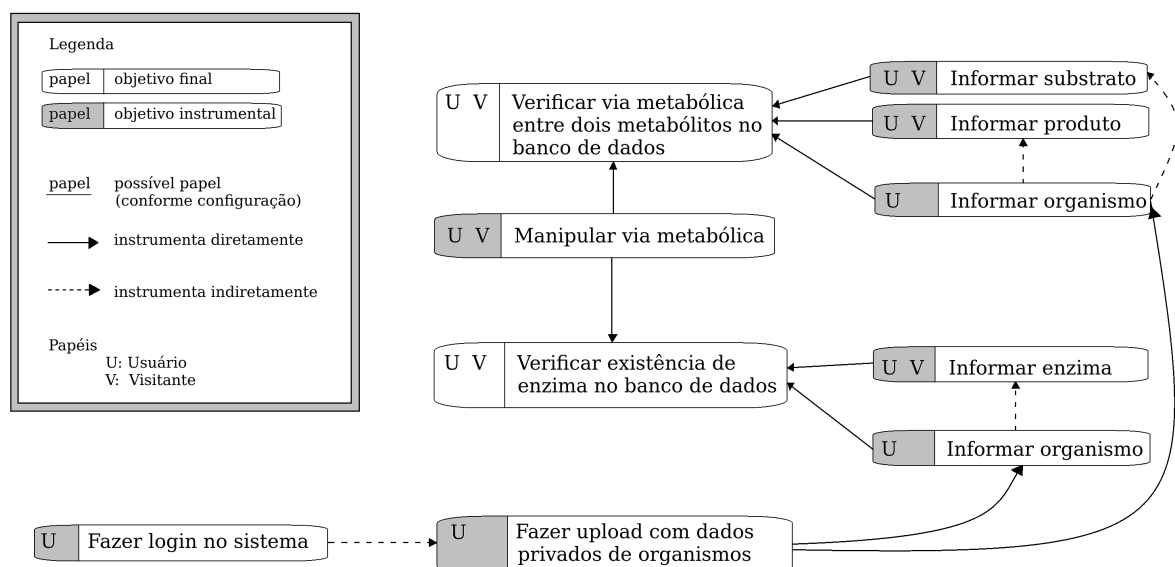 Legenda
papel objetivo final
papel objetivo instrumental
papel possível papel
(conforme configuração)
instrumenta diretamente
instrumenta indiretamente
Papéis
U: Usuário
V: Visitante
U V Verificar via metabólica
entre dois metabólitos no
banco de dados
U V Informar substrato
U V Informar produto
U Informar organismo
U V Manipular via metabólica
U V Verificar existência de
enzima no banco de dados
U V Informar enzima
U Informar organismo
U Fazer login no sistema
U Fazer upload com dados
privados de organismos